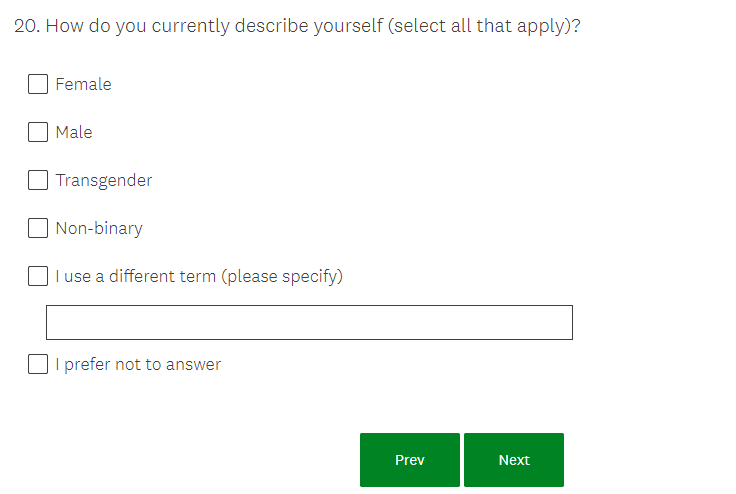 20. How do you currently describe yourself (select all that apply)?
Female
Male
Transgender
Non-binary
I use a different term (please specify)
I prefer not to answer
Prev Next